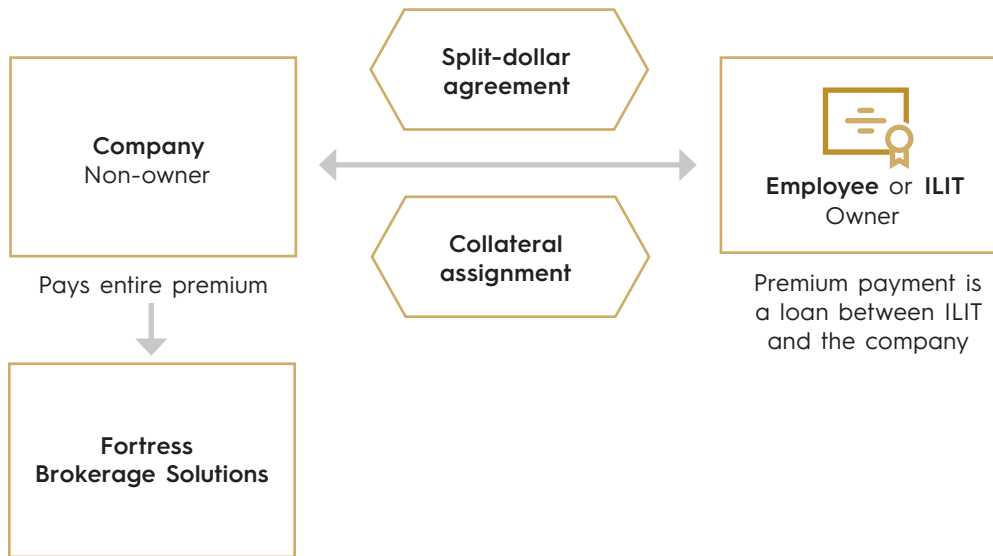 Split-dollar
agreement
Company
Non-owner
Employee or ILIT
Owner
Collateral
assignment
Pays entire premium
Premium payment is
a loan between ILIT
and the company
Fortress
Brokerage Solutions